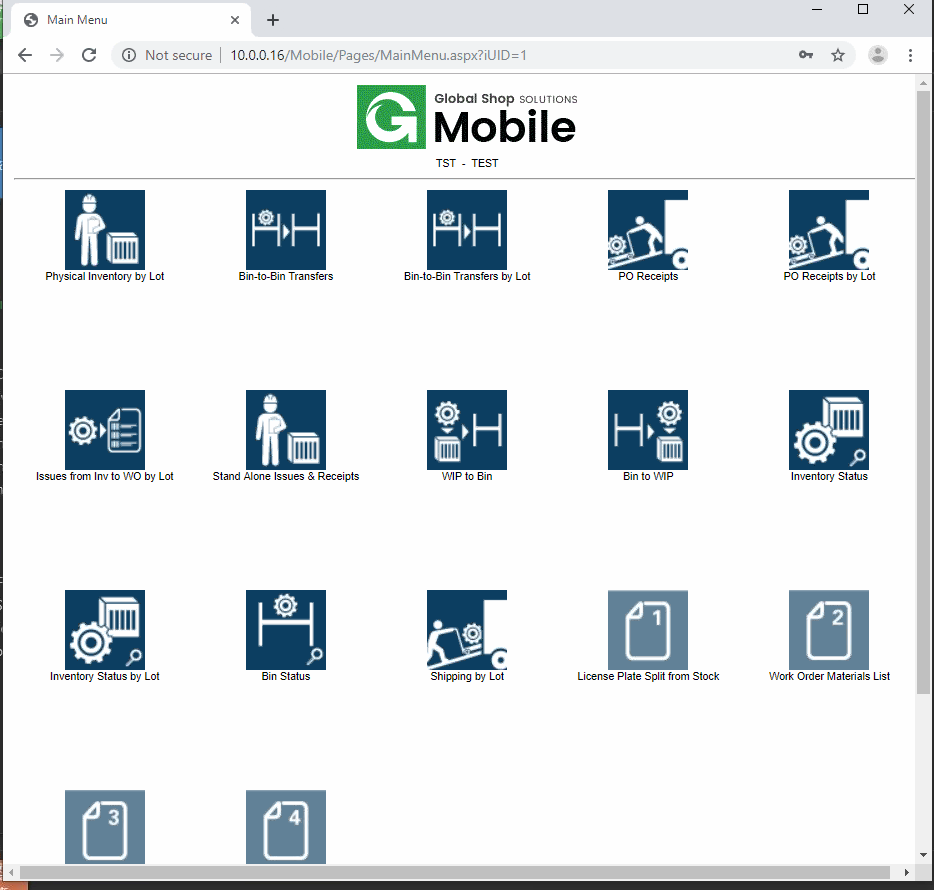 Main Menu
Not secure 10.0.0.16/Mobile/Pages/MainMenu.aspx?iUID=1
Global Shop SOLUTIONS
Mobile
TST - TEST
Physical Inventory by Lot
Bin-to-Bin Transfers
Bin-to-Bin Transfers by Lot
PO Receipts
PO Receipts by Lot
Issues from Inv to WO by Lot
Stand Alone Issues & Receipts
WIP to Bin
Bin to WIP
Inventory Status
Inventory Status by Lot
Bin Status
Shipping by Lot
1
License Plate Split from Stock
2
Work Order Materials List
3
4